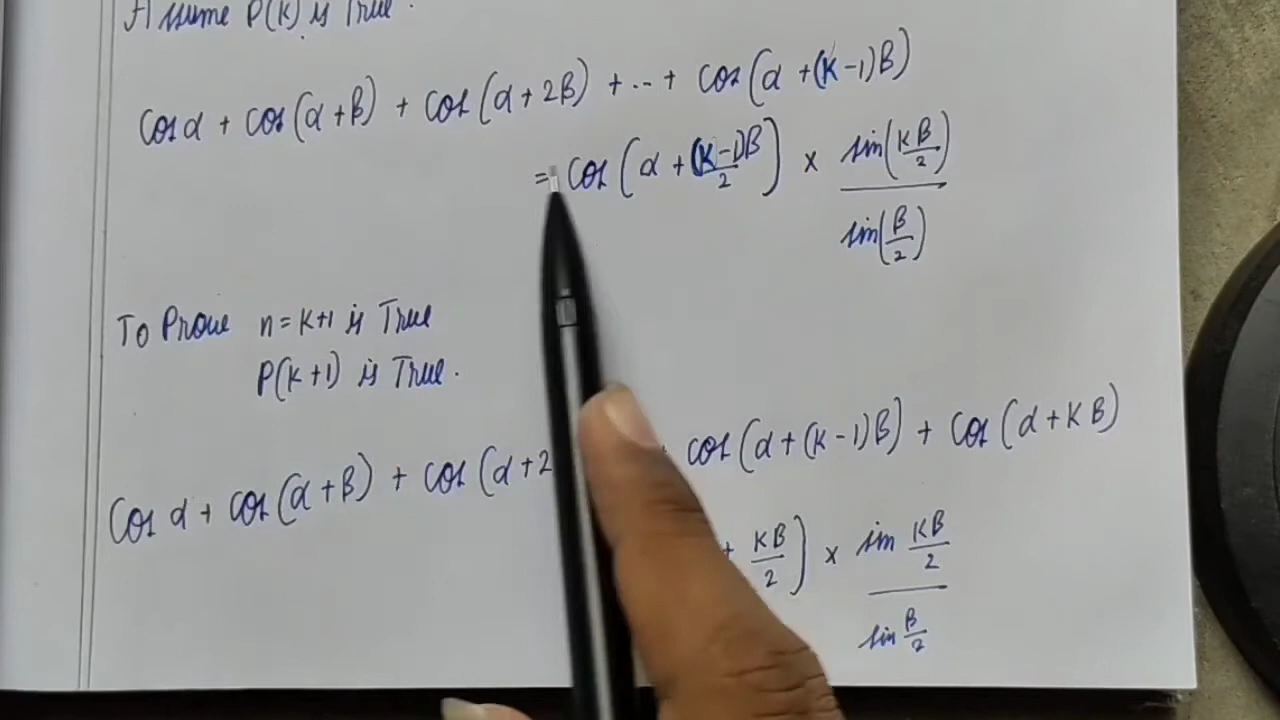 Assume P(K) is True.
Cos α + cos(α+β) + cos(α+2β) + ... + cos(α+(K-1)β)
= cos(α + (K-1)β/2) × sin(Kβ/2)/sin(β/2)
To Prove n=K+1 is True
P(K+1) is True.
Cos α + cos(α+β) + cos(α+2 cos(α+(K-1)β) + cos(α+Kβ)
+ Kβ/2) × sin Kβ/2 / sin β/2